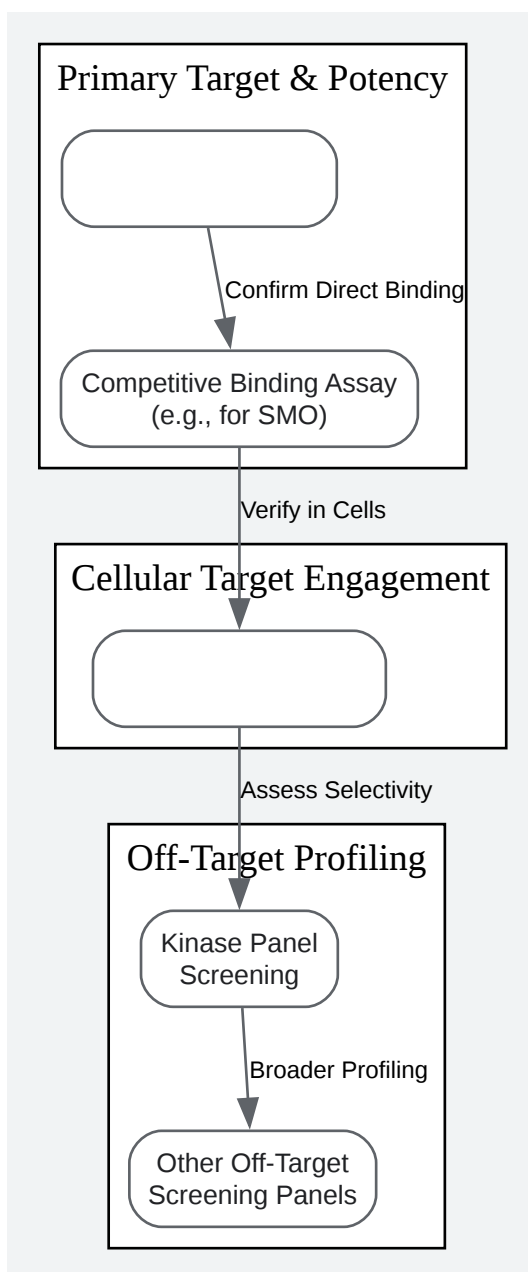 Primary Target & Potency
Confirm Direct Binding
Competitive Binding Assay
(e.g., for SMO)
Verify in Cells
Cellular Target Engagement
Assess Selectivity
Off-Target Profiling
Kinase Panel
Screening
Broader Profiling
Other Off-Target
Screening Panels